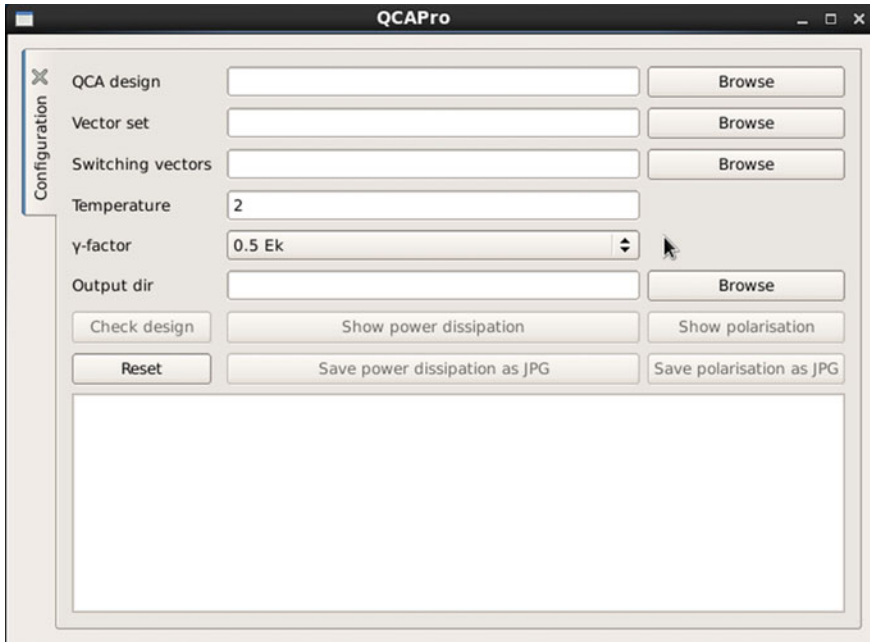 QCAPro
Configuration
QCA design Browse
Vector set Browse
Switching vectors Browse
Temperature 2
γ-factor 0.5 Ek
Output dir Browse
Check design Show power dissipation Show polarisation
Reset Save power dissipation as JPG Save polarisation as JPG